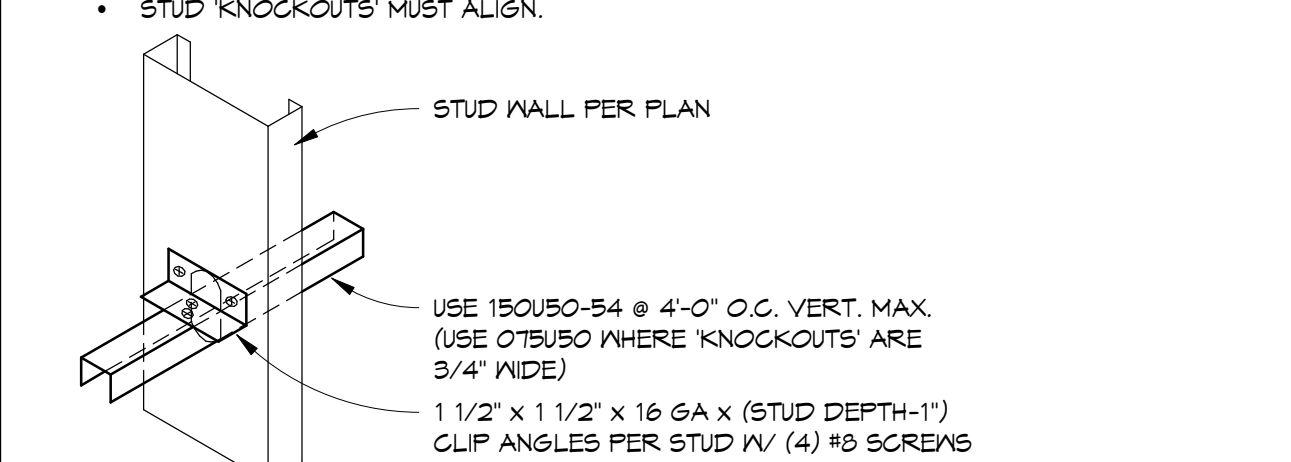 • STUD 'KNOCKOUTS' MUST ALIGN.
STUD WALL PER PLAN
USE 150U50-54 @ 4'-0" O.C. VERT. MAX.
(USE 075U50 WHERE 'KNOCKOUTS' ARE
3/4" WIDE)
1 1/2" x 1 1/2" x 16 GA x (STUD DEPTH-1")
CLIP ANGLES PER STUD W/ (4) #8 SCREWS